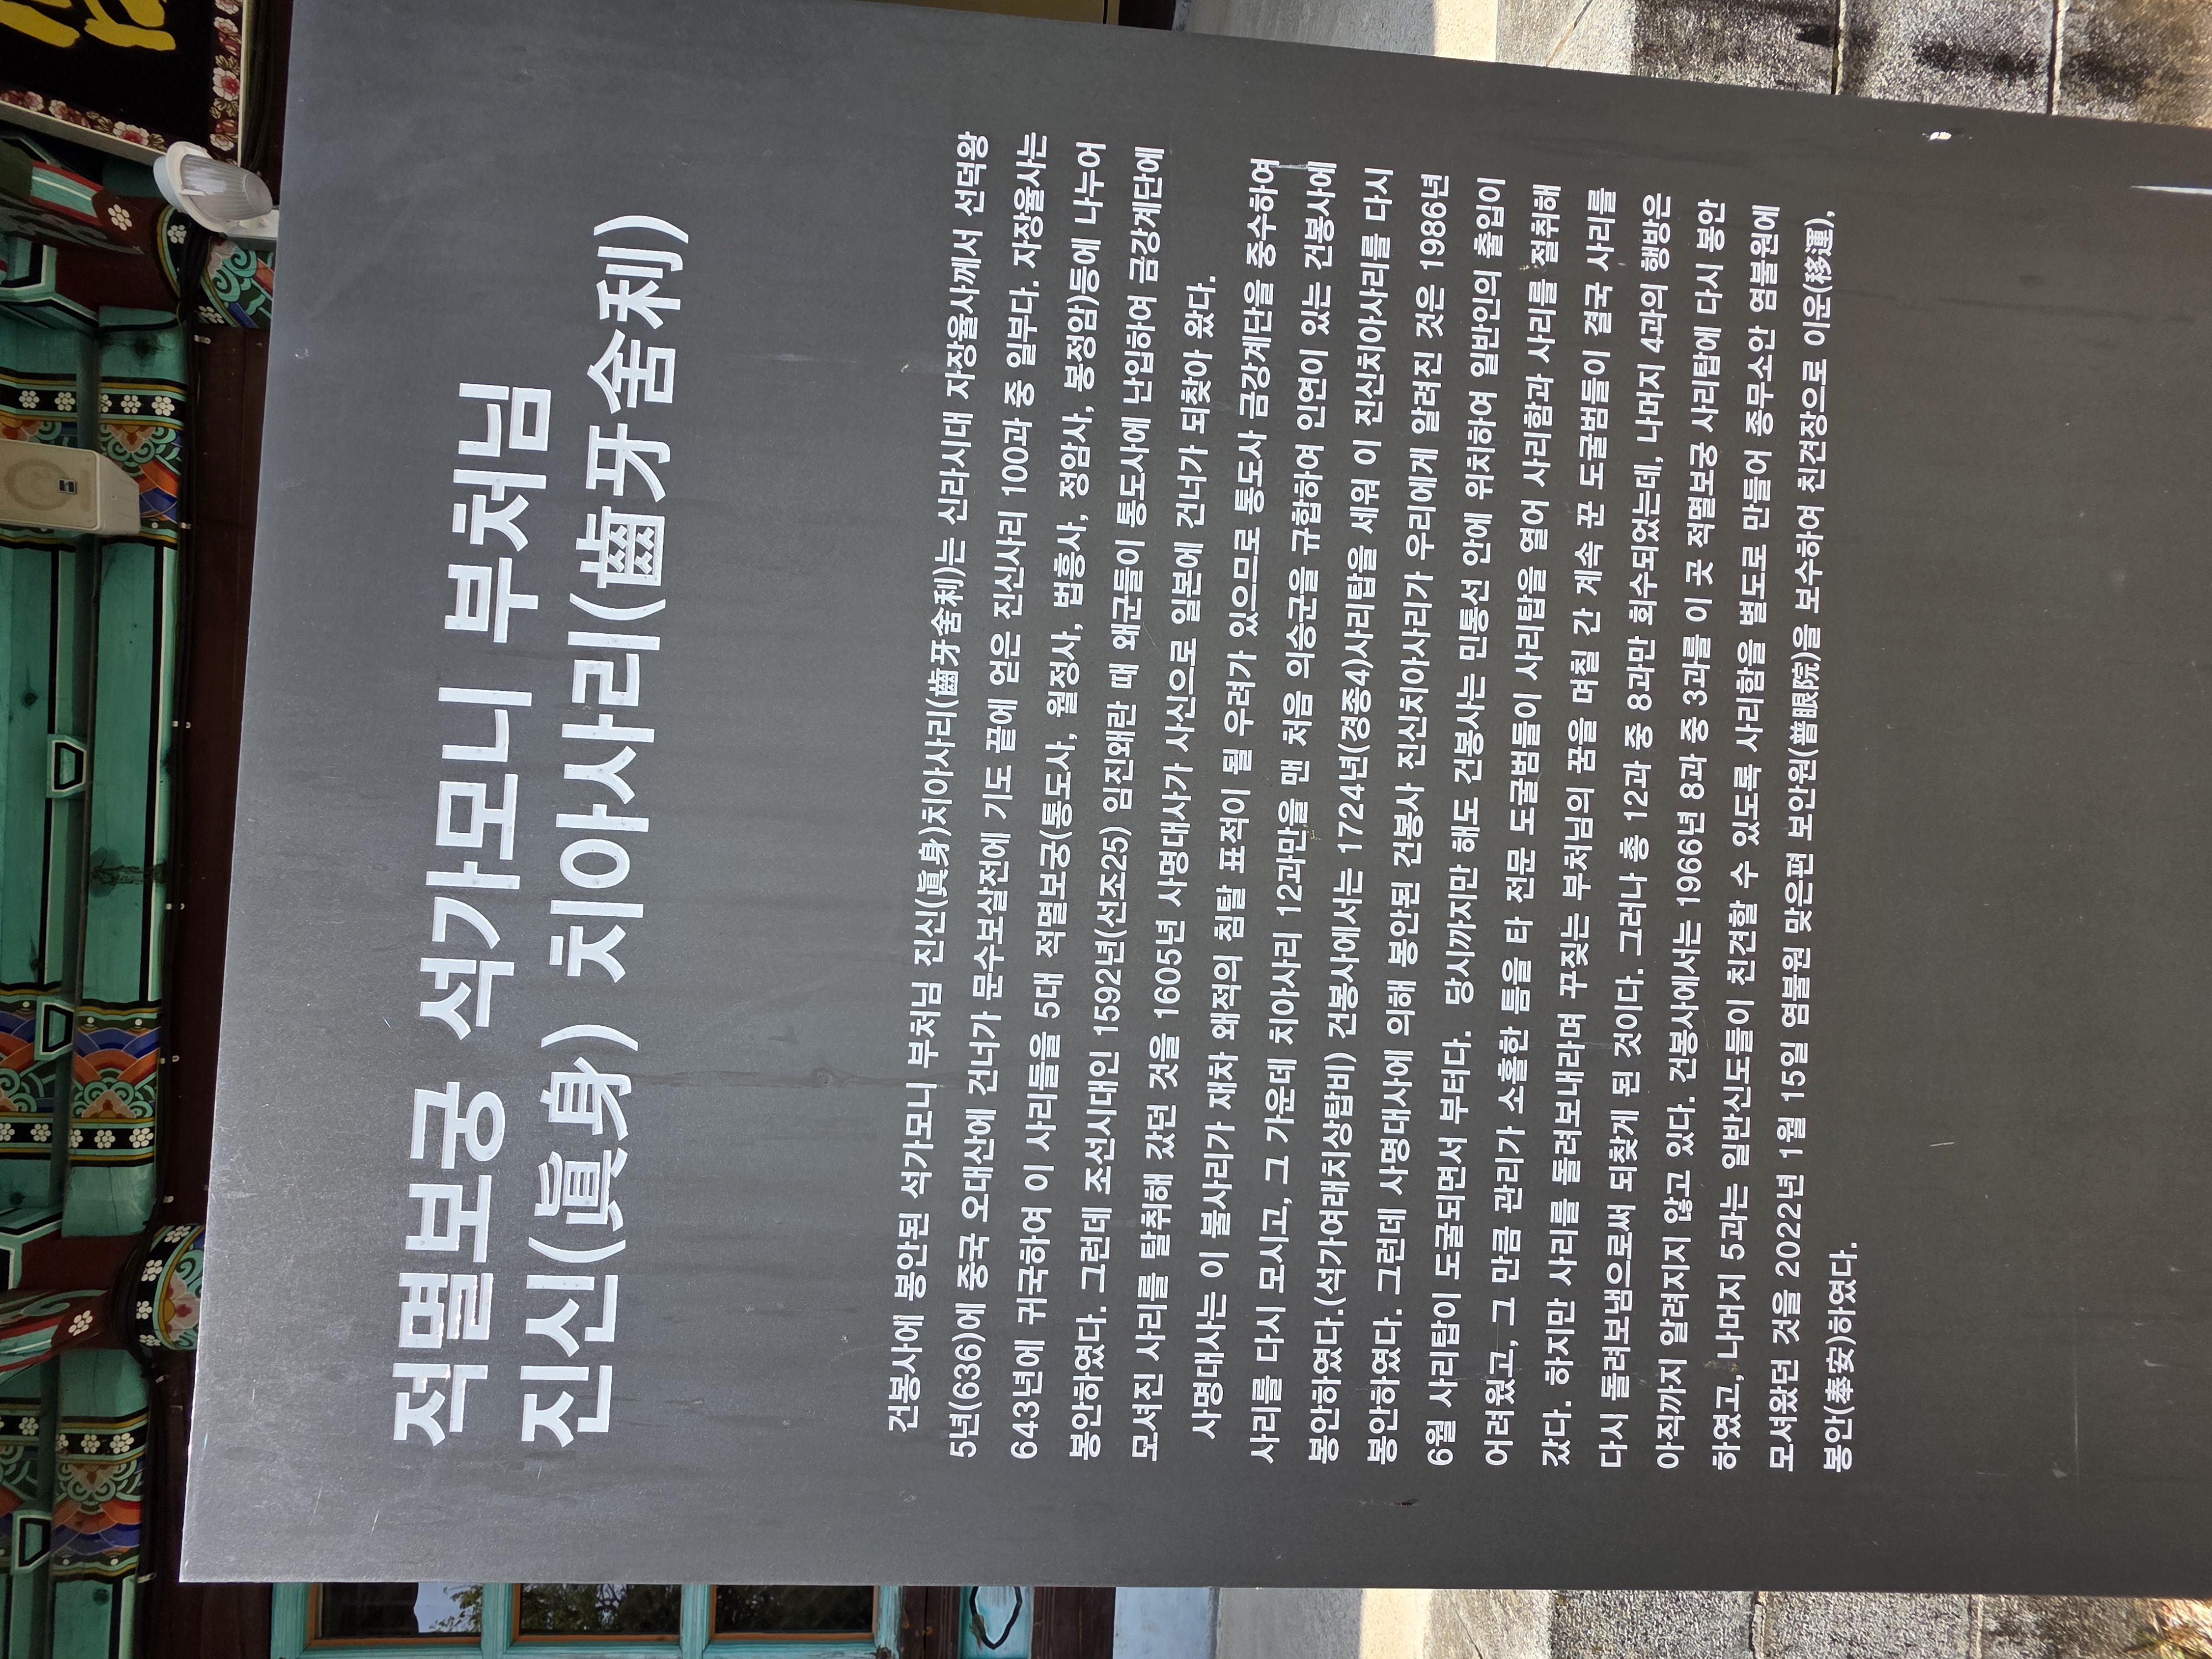 적멸보궁 석가모니 부처님
진신(眞身) 치아사리(齒牙舍利)
건봉사에 봉안된 석가모니 부처님 진신(眞身)치아사리(齒牙舍利)는 신라시대 자장율사께서 선덕왕
5년(636)에 중국 오대산에 건너가 문수보살전에 기도 끝에 얻은 진신사리 100과 중 일부다. 자장율사는
643년에 귀국하여 이 사리들을 5대 적멸보궁(통도사, 월정사, 법흥사, 정암사, 봉정암)등에 나누어
봉안하였다. 그런데 조선시대인 1592년(선조25) 임진왜란 때 왜군들이 통도사에 난입하여 금강계단에
모셔진 사리를 탈취해 갔던 것을 1605년 사명대사가 사신으로 일본에 건너가 되찾아 왔다.
사명대사는 이 불사리가 재차 왜적의 침탈 표적이 될 우려가 있으므로 통도사 금강계단을 중수하여
사리를 다시 모시고, 그 가운데 치아사리 12과만을 맨 처음 의승군을 규합하여 인연이 있는 건봉사에
봉안하였다.(석가여래치상탑비) 건봉사에서는 1724년(경종4)사리탑을 세워 이 진신치아사리를 다시
봉안하였다. 그런데 사명대사에 의해 봉안된 건봉사 진신치아사리가 우리에게 알려진 것은 1986년
6월 사리탑이 도굴되면서 부터다. 당시까지만 해도 건봉사는 민통선 안에 위치하여 일반인의 출입이
어려웠고, 그 만큼 관리가 소홀한 틈을 타 전문 도굴범들이 사리탑을 열어 사리함과 사리를 절취해
갔다. 하지만 사리를 돌려보내라며 꾸짖는 부처님의 꿈을 며칠 간 계속 꾼 도굴범들이 결국 사리를
다시 돌려보냄으로써 되찾게 된 것이다. 그러나 총 12과 중 8과만 회수되었는데, 나머지 4과의 행방은
아직까지 알려지지 않고 있다. 건봉사에서는 1966년 8과 중 3과를 이 곳 적멸보궁 사리탑에 다시 봉안
하였고, 나머지 5과는 일반신도들이 친견할 수 있도록 사리함을 별도로 만들어 종무소안 염불원에
모셔왔던 것을 2022년 1월 15일 염불원 맞은편 보안원(普眼院)을 보수하여 친견장으로 이운(移運),
봉안(奉安)하였다.